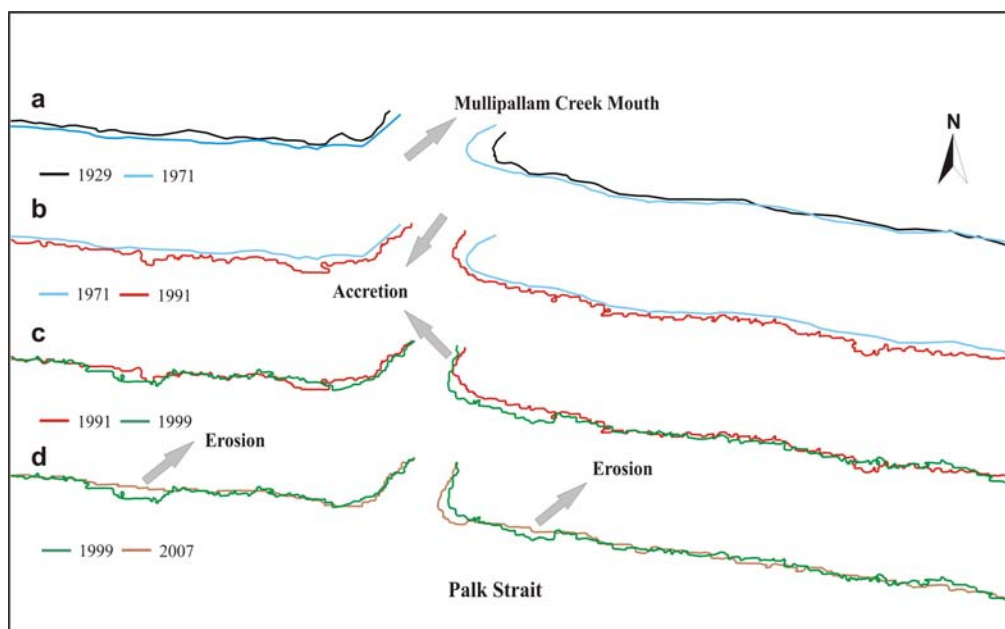 a
Mullipallam Creek Mouth
N
1929 1971
b
1971 1991
Accretion
c
1991 1999
Erosion
d
Erosion
1999 2007
Palk Strait